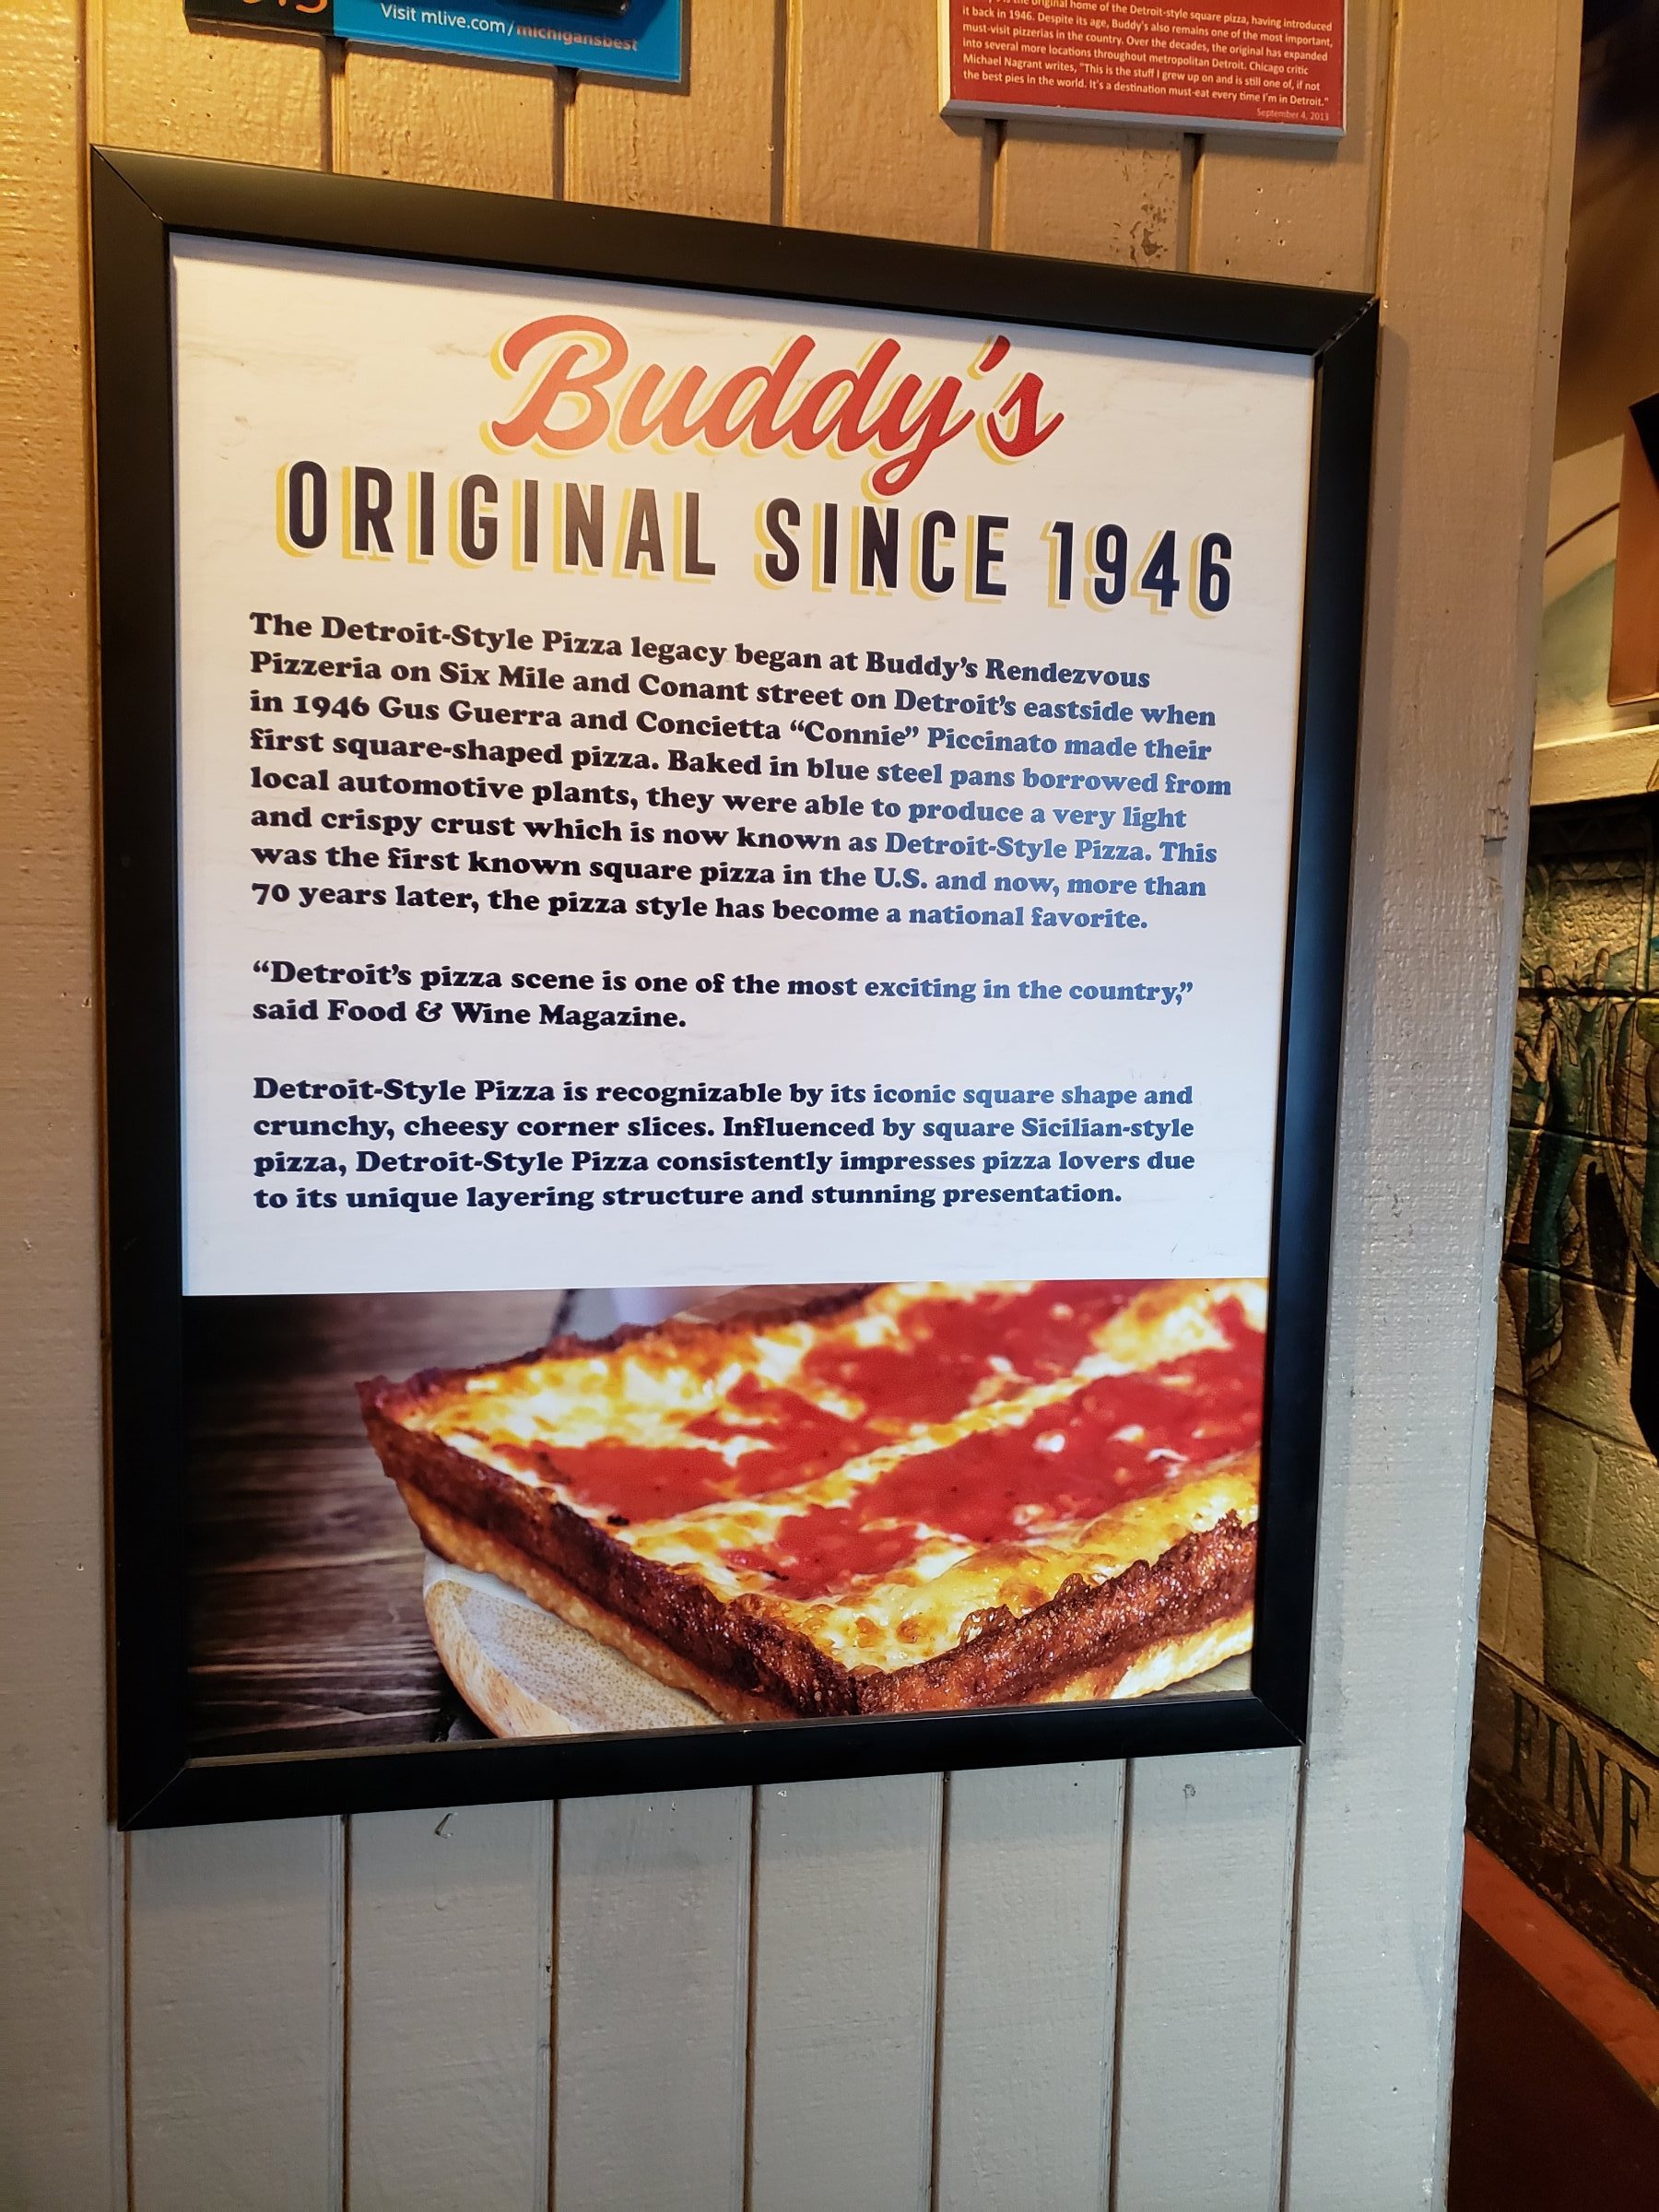 Visit mlive.com/michigansbest
original home of the Detroit-style square pizza, having introduced
it back in 1946. Despite its age, Buddy's also remains one of the most important,
must-visit pizzerias in the country. Over the decades, the original has expanded
into several more locations throughout metropolitan Detroit. Chicago critic
Michael Nagrant writes, "This is the stuff I grew up on and is still one of, if not
the best pies in the world. It's a destination must-eat every time I'm in Detroit."
September 4, 2013
Buddy's
ORIGINAL SINCE 1946
The Detroit-Style Pizza legacy began at Buddy's Rendezvous
Pizzeria on Six Mile and Conant street on Detroit's eastside when
in 1946 Gus Guerra and Concietta “Connie” Piccinato made their
first square-shaped pizza. Baked in blue steel pans borrowed from
local automotive plants, they were able to produce a very light
and crispy crust which is now known as Detroit-Style Pizza. This
was the first known square pizza in the U.S. and now, more than
70 years later, the pizza style has become a national favorite.
“Detroit’s pizza scene is one of the most exciting in the country,”
said Food & Wine Magazine.
Detroit-Style Pizza is recognizable by its iconic square shape and
crunchy, cheesy corner slices. Influenced by square Sicilian-style
pizza, Detroit-Style Pizza consistently impresses pizza lovers due
to its unique layering structure and stunning presentation.
FINE